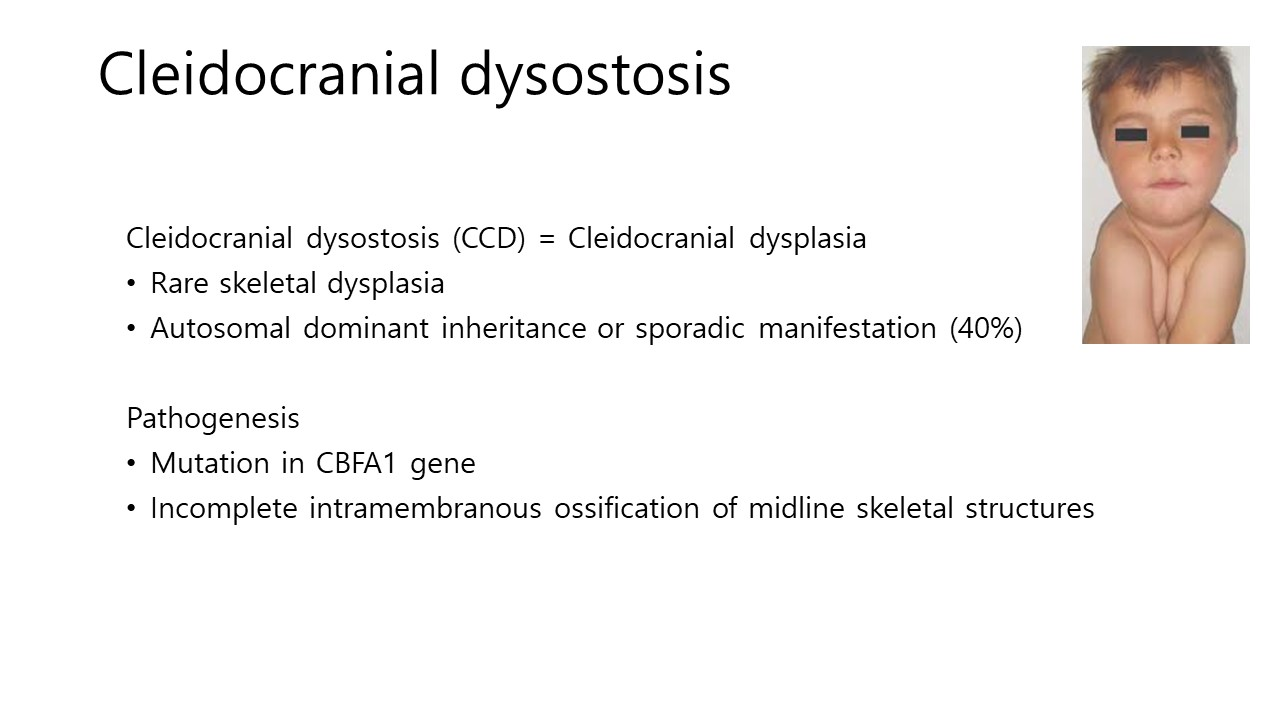 Cleidocranial dysostosis
Cleidocranial dysostosis (CCD) = Cleidocranial dysplasia
• Rare skeletal dysplasia
• Autosomal dominant inheritance or sporadic manifestation (40%)
Pathogenesis
• Mutation in CBFA1 gene
• Incomplete intramembranous ossification of midline skeletal structures